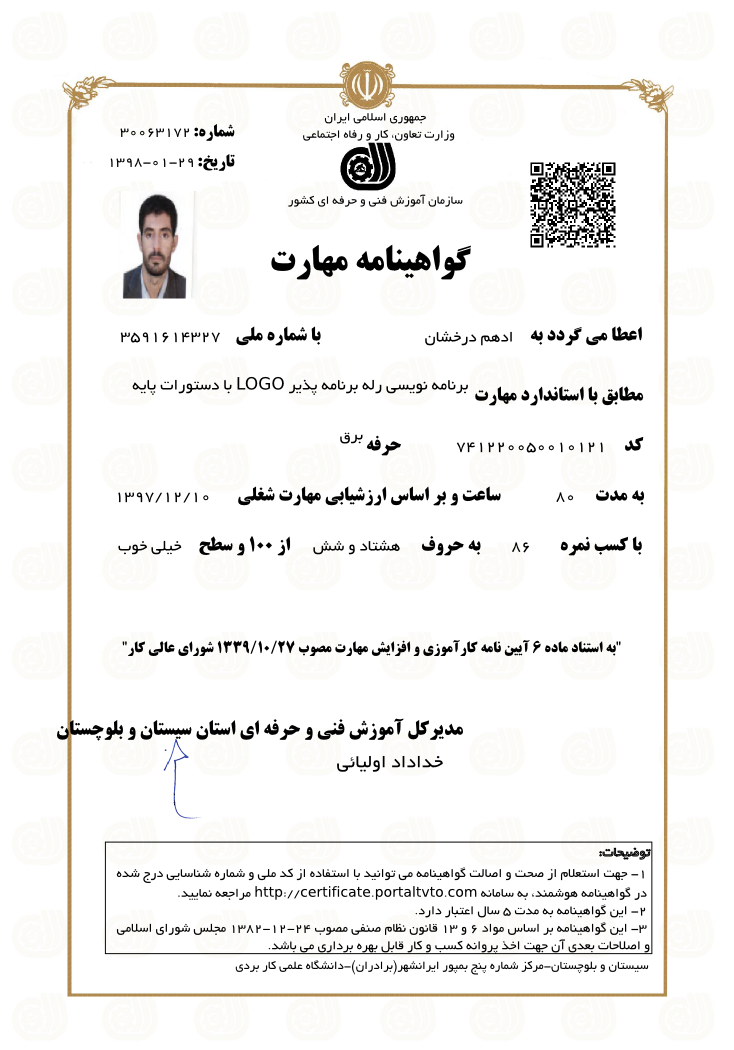 جمهوری اسلامی ایران
وزارت تعاون، کار و رفاه اجتماعی
سازمان آموزش فنی و حرفه ای کشور
شماره: ۳۰۰۶۳۱۷۲
تاریخ: ۱۳۹۸-۰۱-۲۹
گواهینامه مهارت
اعطا می گردد به ادهم درخشان با شماره ملی ۳۵۹۱۶۱۴۳۲۷
مطابق با استاندارد مهارت برنامه نویسی رله برنامه پذیر LOGO با دستورات پایه
کد ۷۴۱۲۲۰۰۵۰۰۱۰۱۲۱ حرفه برق
به مدت ۸۰ ساعت و بر اساس ارزشیابی مهارت شغلی ۱۳۹۷/۱۲/۱۰
با کسب نمره ۸۶ به حروف هشتاد و شش از ۱۰۰ و سطح خیلی خوب
"به استناد ماده ۶ آیین نامه کارآموزی و افزایش مهارت مصوب ۱۳۳۹/۱۰/۲۷ شورای عالی کار"
مدیرکل آموزش فنی و حرفه ای استان سیستان و بلوچستان
خداداد اولیائی
توضیحات:
۱- جهت استعلام از صحت و اصالت گواهینامه می توانید با استفاده از کد ملی و شماره شناسایی درج شده
در گواهینامه هوشمند، به سامانه http://certificate.portaltvto.com مراجعه نمایید.
۲- این گواهینامه به مدت ۵ سال اعتبار دارد.
۳- این گواهینامه بر اساس مواد ۶ و ۱۳ قانون نظام صنفی مصوب ۲۴-۱۲-۱۳۸۲ مجلس شورای اسلامی
و اصلاحات بعدی آن جهت اخذ پروانه کسب و کار قابل بهره برداری می باشد.
سیستان و بلوچستان-مرکز شماره پنج بمپور ایرانشهر(برادران)-دانشگاه علمی کار بردی